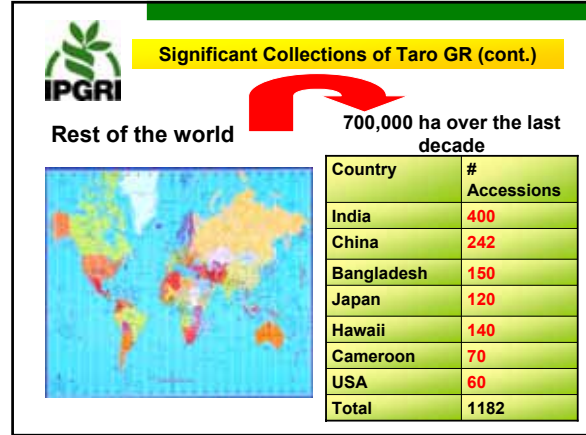 IPGRI
Significant Collections of Taro GR (cont.)
Rest of the world
700,000 ha over the last
decade
Country #
Accessions
India 400
China 242
Bangladesh 150
Japan 120
Hawaii 140
Cameroon 70
USA 60
Total 1182